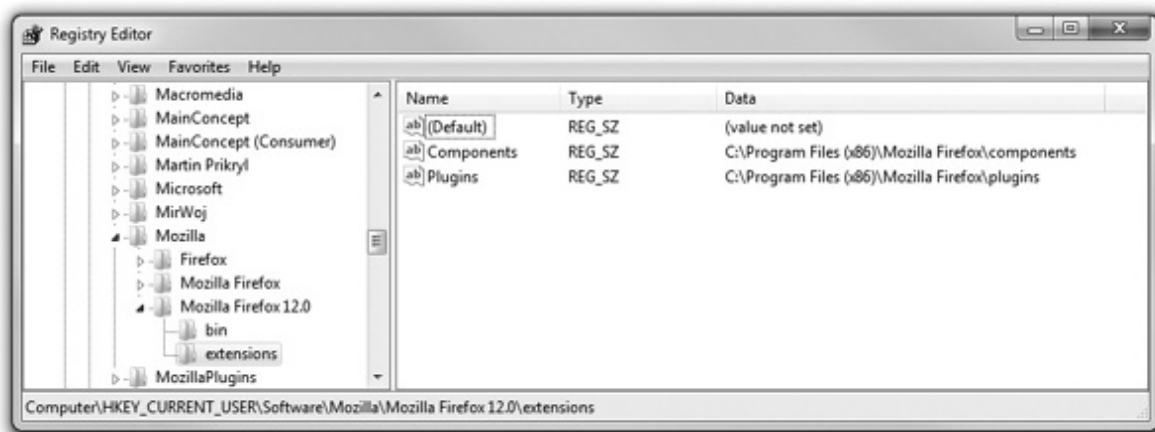 Registry Editor
File Edit View Favorites Help
Macromedia
MainConcept
MainConcept (Consumer)
Martin Prikryl
Microsoft
MirWoj
Mozilla
Firefox
Mozilla Firefox
Mozilla Firefox 12.0
bin
extensions
MozillaPlugins
Name Type Data
ab (Default) REG_SZ (value not set)
ab Components REG_SZ C:\Program Files (x86)\Mozilla Firefox\components
ab Plugins REG_SZ C:\Program Files (x86)\Mozilla Firefox\plugins
Computer\HKEY_CURRENT_USER\Software\Mozilla\Mozilla Firefox 12.0\extensions